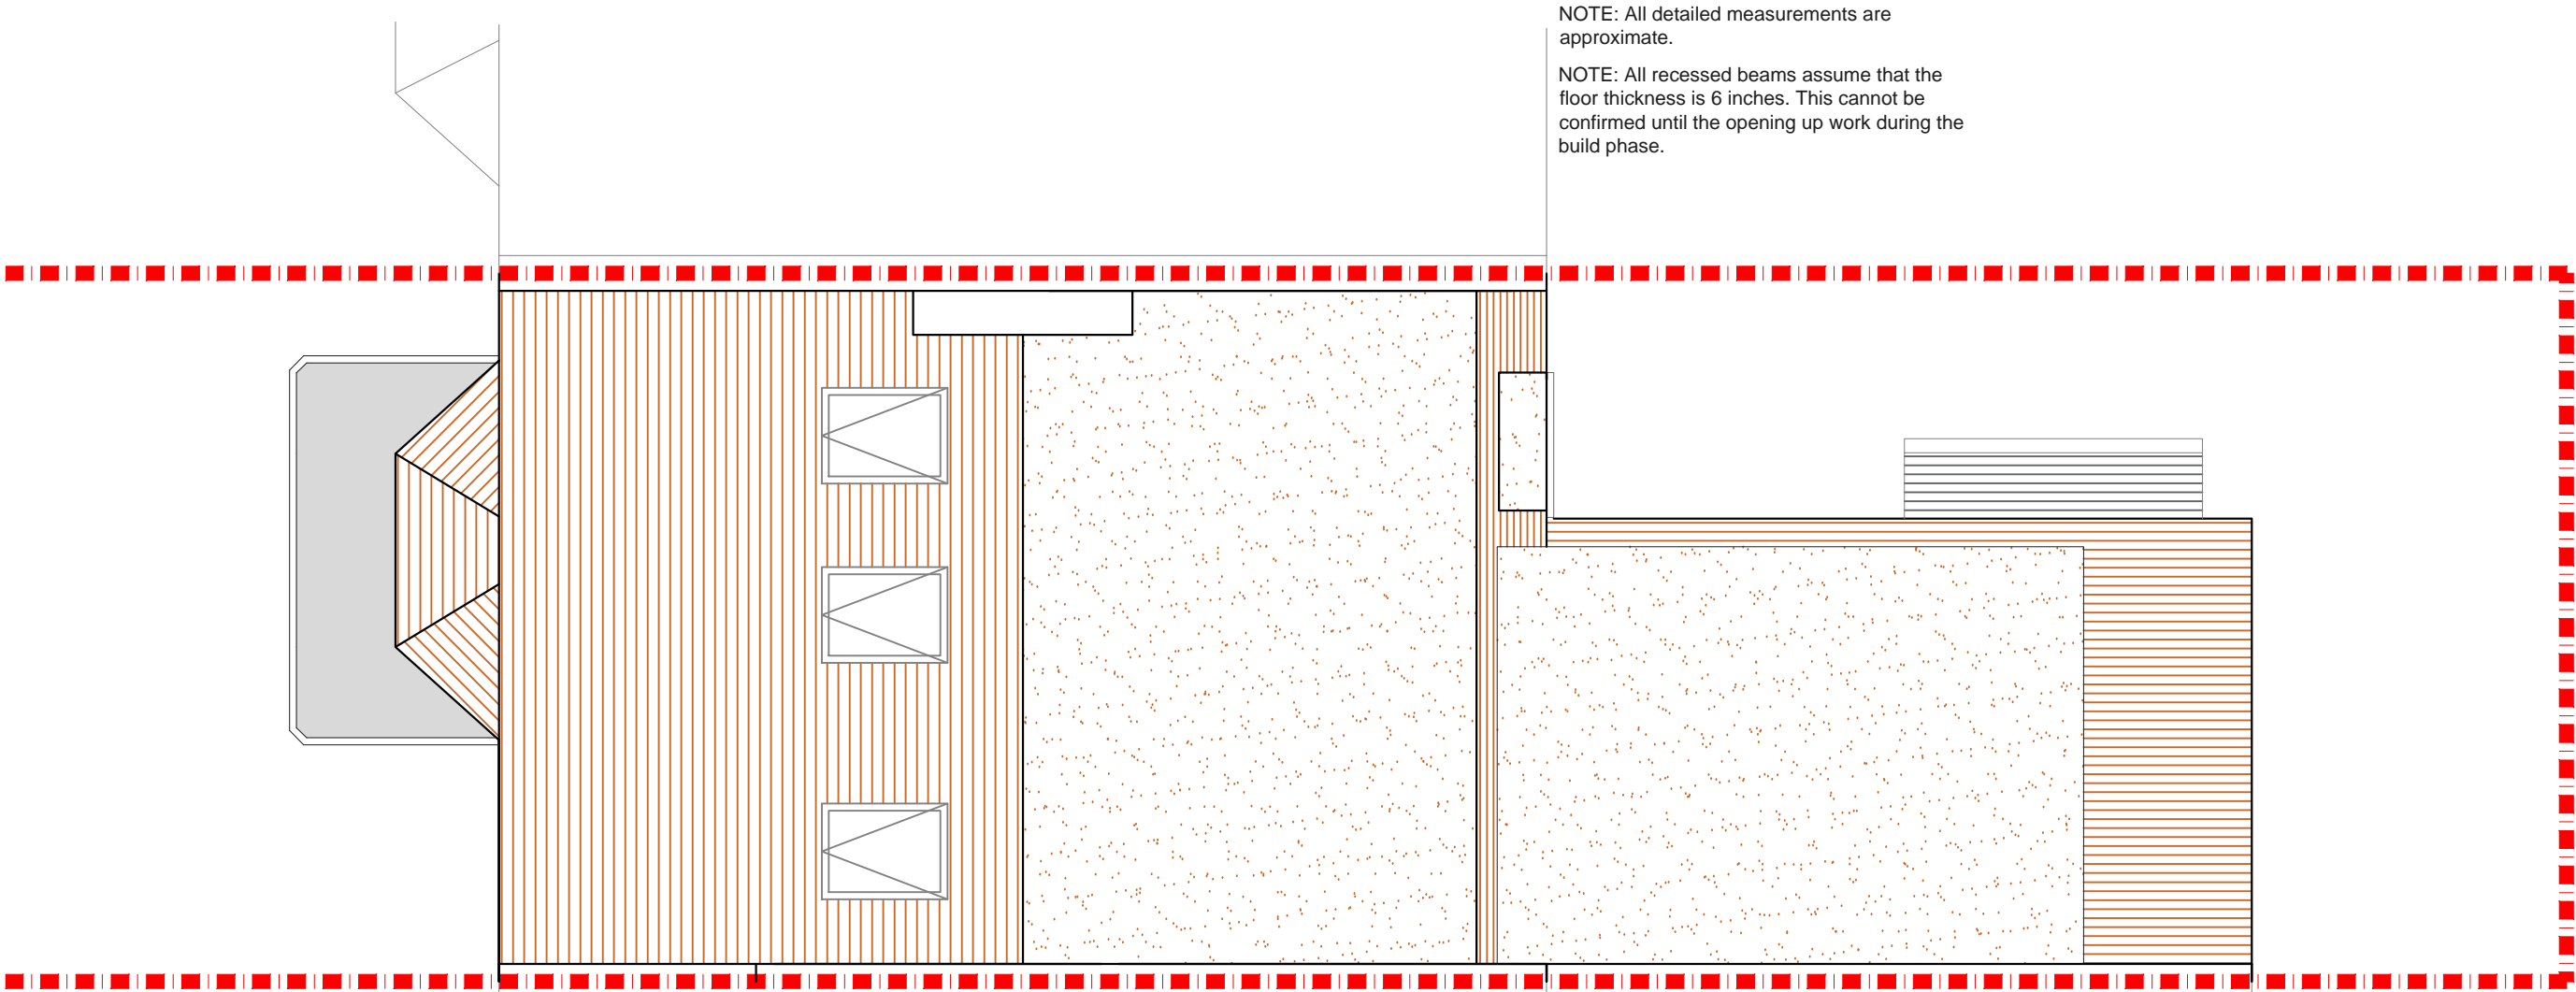 NOTE: All detailed measurements are
approximate.
NOTE: All recessed beams assume that the
floor thickness is 6 inches. This cannot be
confirmed until the opening up work during the
build phase.